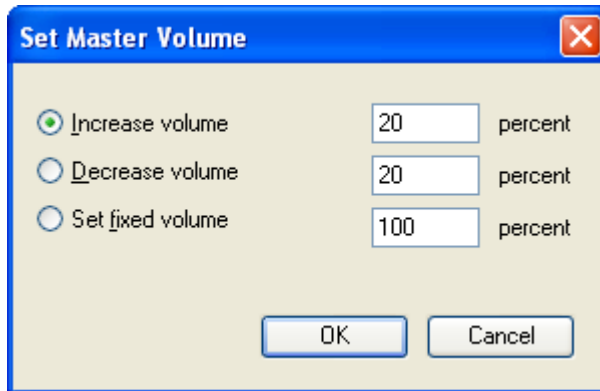 Set Master Volume
Increase volume 20 percent
Decrease volume 20 percent
Set fixed volume 100 percent
OK Cancel